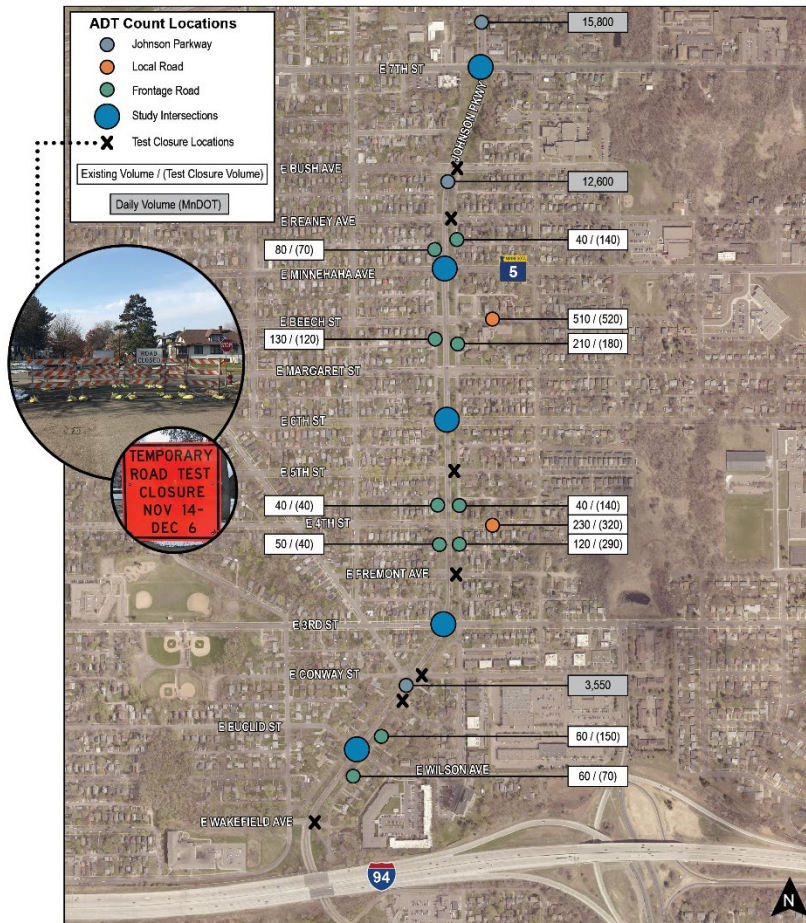 ADT Count Locations
Johnson Parkway
Local Road
Frontage Road
Study Intersections
Test Closure Locations
Existing Volume / (Test Closure Volume)
Daily Volume (MnDOT)
15,800
E 7TH ST
JOHNSON PKWY
E BUSH AVE
12,600
E REANEY AVE
40 / (140)
80 / (70)
E MINNEHAHA AVE
MINNESOTA
5
E BEECH ST
510 / (520)
130 / (120)
210 / (180)
E MARGARET ST
ROAD
CLOSED
STOP
E 6TH ST
TEMPORARY
ROAD TEST
CLOSURE
NOV 14-
DEC 6
E 5TH ST
40 / (40)
40 / (140)
E 4TH ST
230 / (320)
50 / (40)
120 / (290)
E FREMONT AVE
E 3RD ST
E CONWAY ST
3,550
E EUCLID ST
60 / (150)
E WILSON AVE
60 / (70)
E WAKEFIELD AVE
94
N